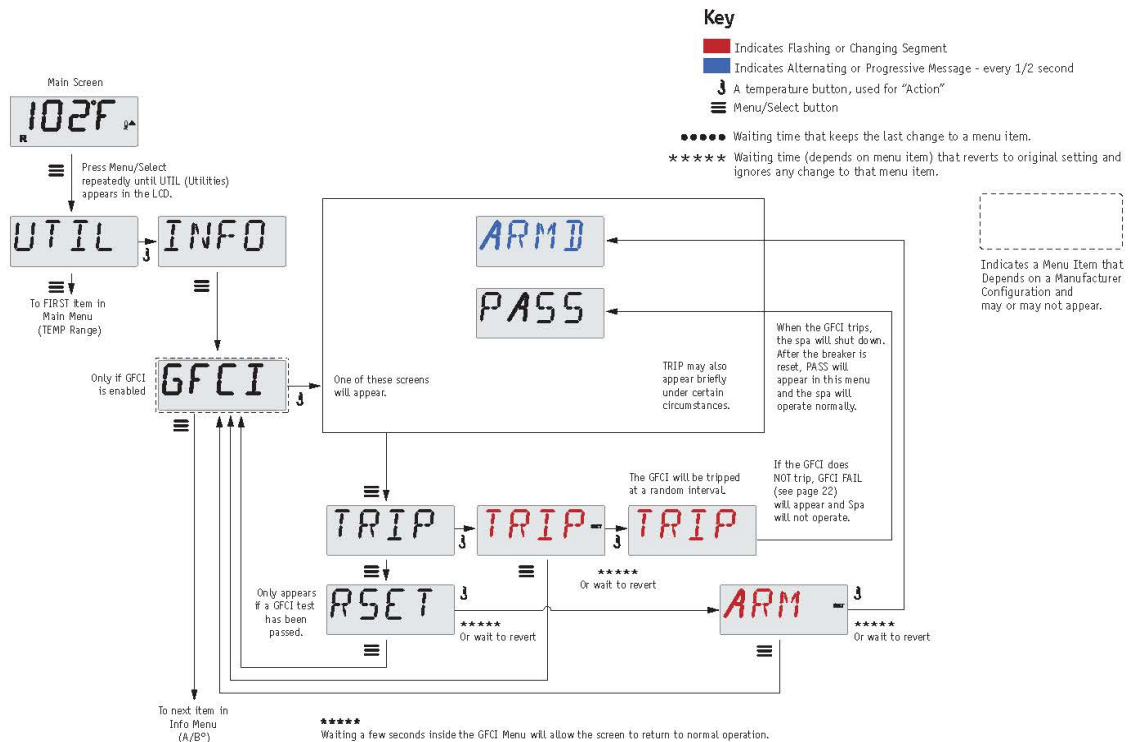 Key
Indicates Flashing or Changing Segment
Indicates Alternating or Progressive Message - every 1/2 second
A temperature button, used for “Action”
Menu/Select button
Waiting time that keeps the last change to a menu item.
***** Waiting time (depends on menu item) that reverts to original setting and
ignores any change to that menu item.
Indicates a Menu Item that
Depends on a Manufacturer
Configuration and
may or may not appear.
Main Screen
102°F
R
Press Menu/Select
repeatedly until UTIL (Utilities)
appears in the LCD.
UTIL
INFO
To FIRST item in
Main Menu
(TEMP Range)
Only if GFCI
is enabled
GFCI
One of these screens
will appear.
ARMD
PASS
TRIP may also
appear briefly
under certain
circumstances.
When the GFCI trips,
the spa will shut down.
After the breaker is
reset, PASS will
appear in this menu
and the spa will
operate normally.
If the GFCI does
NOT trip, GFCI FAIL
(see page 22)
will appear and Spa
will not operate.
The GFCI will be tripped
at a random interval.
TRIP
TRIP
TRIP
*****
Or wait to revert
Only appears
if a GFCI test
has been
passed.
RSET
*****
Or wait to revert
ARM
*****
Or wait to revert
To next item in
Info Menu
(A/B°)
*****
Waiting a few seconds inside the GFCI Menu will allow the screen to return to normal operation.